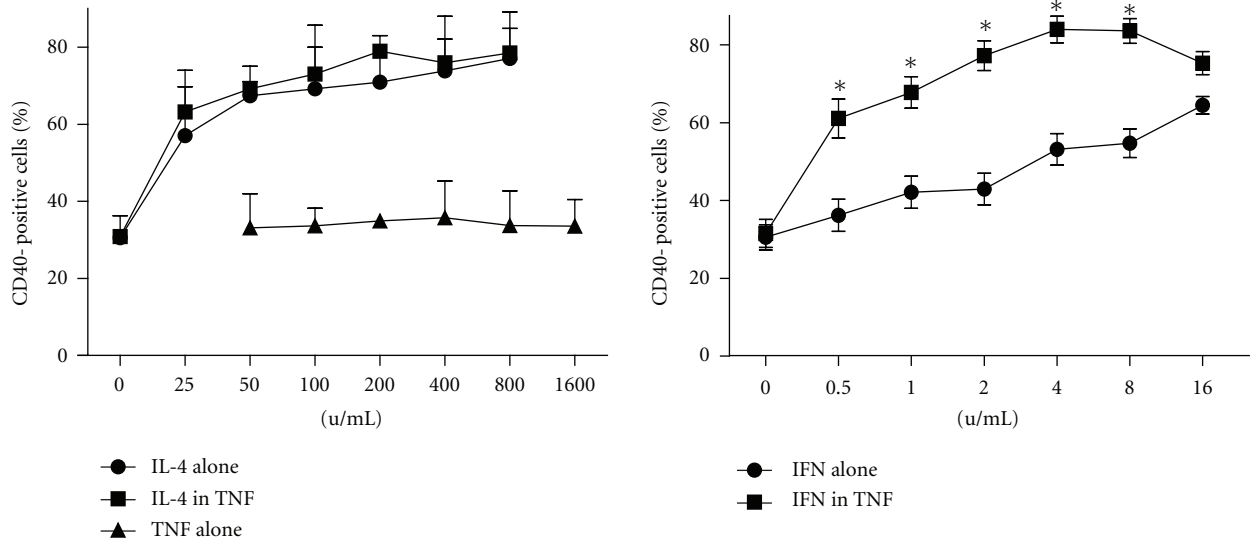 CD40- positive cells (%)
80
60
40
20
0
0 25 50 100 200 400 800 1600
(u/mL)
IL-4 alone
IL-4 in TNF
TNF alone
CD40- positive cells (%)
80
60
40
20
0
* * * * *
0 0.5 1 2 4 8 16
(u/mL)
IFN alone
IFN in TNF